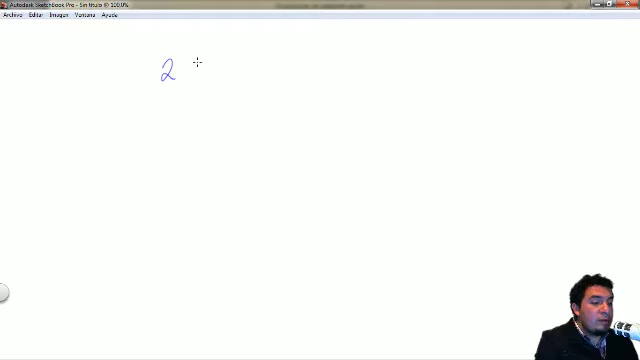 Autodesk SketchBook Pro - Sin título @ 100.0%
Archivo Editar Imagen Ventana Ayuda
2